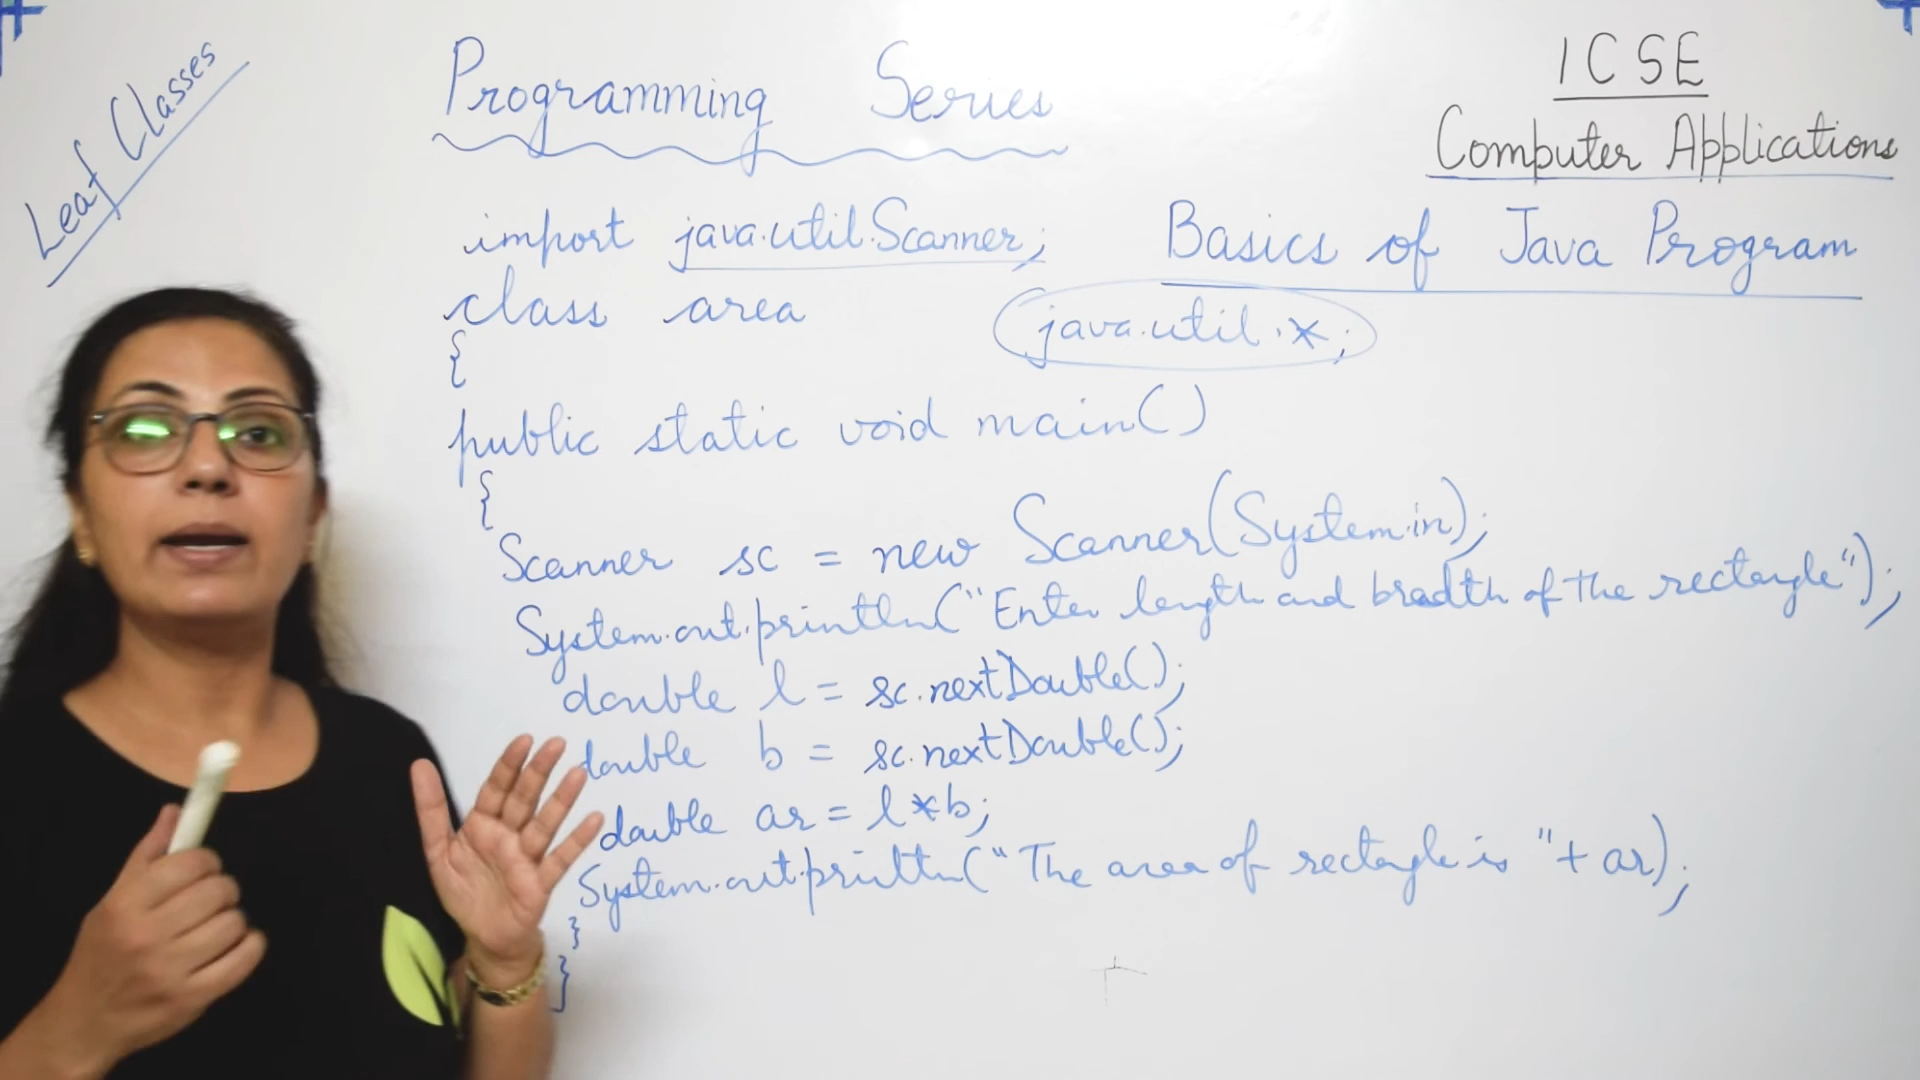 Leaf Classes
Programming Series
ICSE
Computer Applications
import java.util.Scanner;
Basics of Java Program
class area
java.util.*;
{
public static void main()
{
Scanner sc = new Scanner(System.in);
System.out.println("Enter length and bradth of the rectangle");
double l = sc.nextDouble();
double b = sc.nextDouble();
double ar = l*b;
System.out.println("The area of rectangle is "+ ar);
}
}